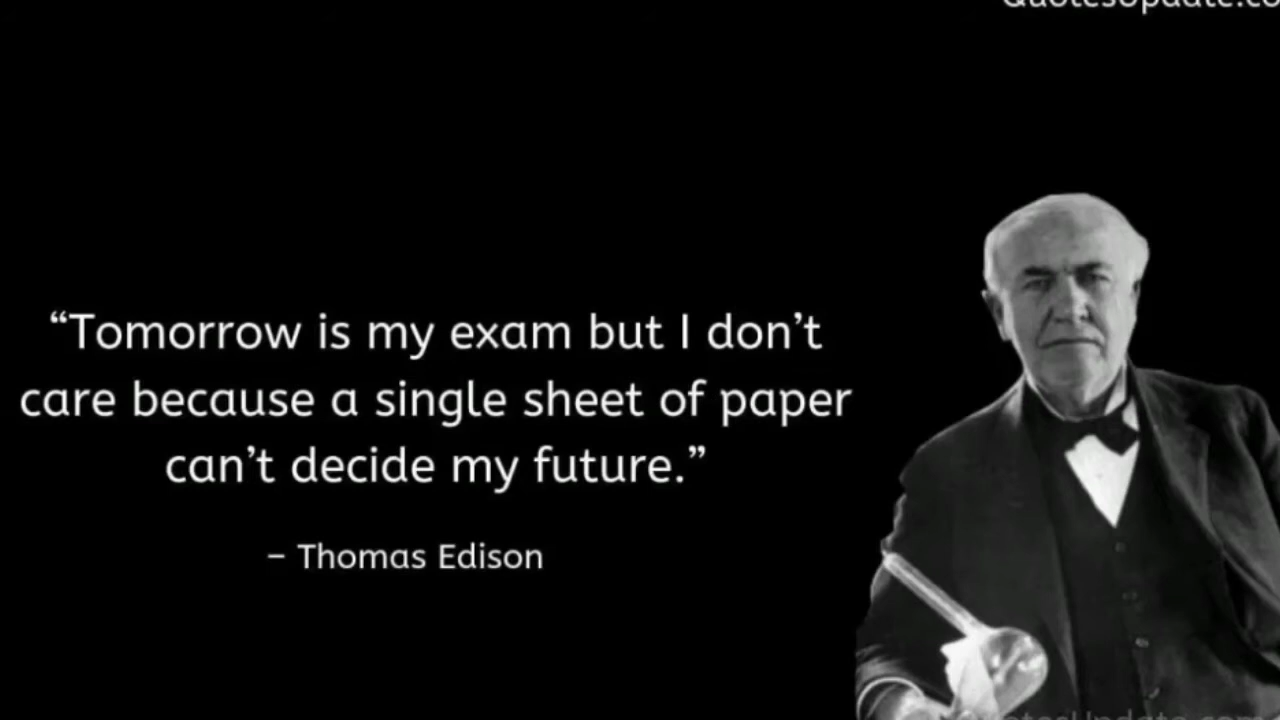 “Tomorrow is my exam but I don’t
care because a single sheet of paper
can’t decide my future.”
– Thomas Edison